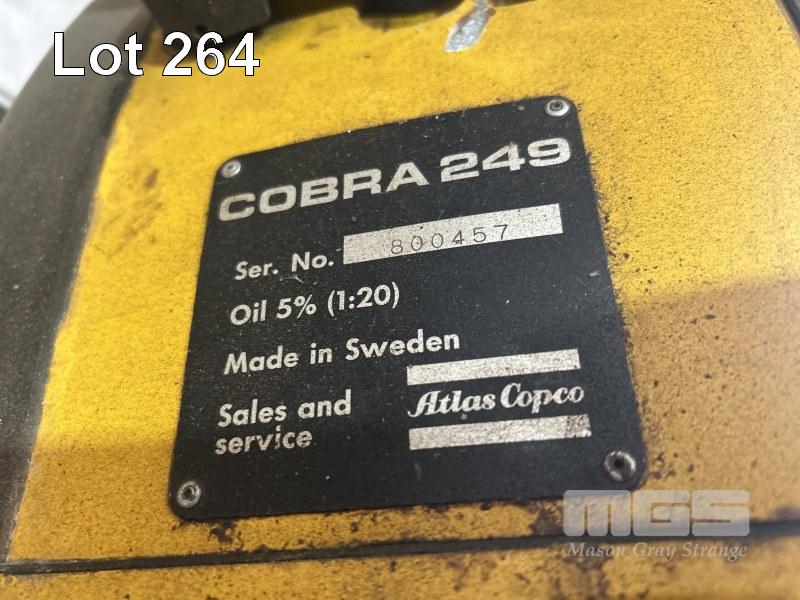 Lot 264
COBRA 249
Ser. No. 800457
Oil 5% (1:20)
Made in Sweden
Sales and service
Atlas Copco
MGS
Mason Gray Strange